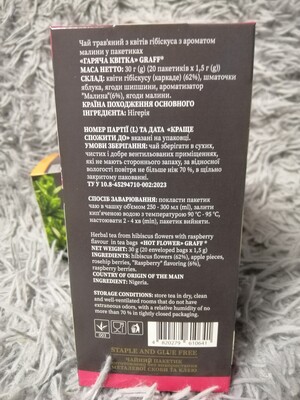 Чай трав'яний з квітів гібіскуса з ароматом
малини у пакетиках
«ГАРЯЧА КВІТКА» GRAFF®
МАСА НЕТТО: 30 г (g) (20 пакетиків x 1,5 г (g))
СКЛАД: квіти гібіскусу (каркаде) (62%), шматочки
яблука, ягоди шипшини, ароматизатор
"Малина"(6%), ягоди малини.
КРАЇНА ПОХОДЖЕННЯ ОСНОВНОГО
ІНГРЕДІЄНТА: Нігерія
НОМЕР ПАРТІЇ (L) ТА ДАТА «КРАЩЕ
СПОЖИТИ ДО» вказані на упакуванні.
УМОВИ ЗБЕРІГАННЯ: чай зберігати в сухих,
чистих і добре вентильованих приміщеннях,
які не мають стороннього запаху, за відносної
вологості повітря не більше ніж 70 %, в щільно
закритому пакованні.
ТУ У 10.8-45294710-002:2023
СПОСІБ ЗАВАРЮВАННЯ: покласти пакетик
чаю в чашку об'ємом 250 - 300 мл (ml), залити
кип'яченою водою з температурою 90 °C - 95 °C,
настоювати 2 - 4 хв (min), пакетик вийняти.
Herbal tea from hibiscus flowers with raspberry
flavour in tea bags «HOT FLOWER» GRAFF ®
NET WEIGHT: 30 g (20 enveloped bags x 1,5 g)
INGREDIENTS: hibiscus flowers (62%), apple pieces,
rosehip berries, "Raspberry" flavoring (6%),
raspberry berries.
COUNTRY OF ORIGIN OF THE MAIN
INGREDIENT: Nigeria.
STORAGE CONDITIONS: store tea in dry, clean
and well-ventilated rooms that do not have
extraneous odors, with a relative humidity of no
more than 70 % in tightly closed packaging.
4 820279 610641
STAPLE AND GLUE FREE
ЧАЙНИЙ ПАКЕТИК